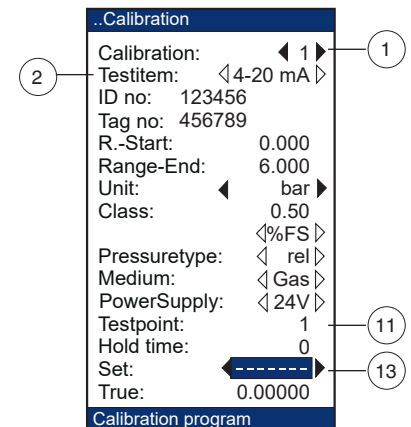 ..Calibration
Calibration: 1
Testitem: 4-20 mA
ID no: 123456
Tag no: 456789
R.-Start: 0.000
Range-End: 6.000
Unit: bar
Class: 0.50
%FS
Pressuretype: rel
Medium: Gas
PowerSupply: 24V
Testpoint: 1
Hold time: 0
Set: ------
True: 0.00000
Calibration program
1
2
11
13